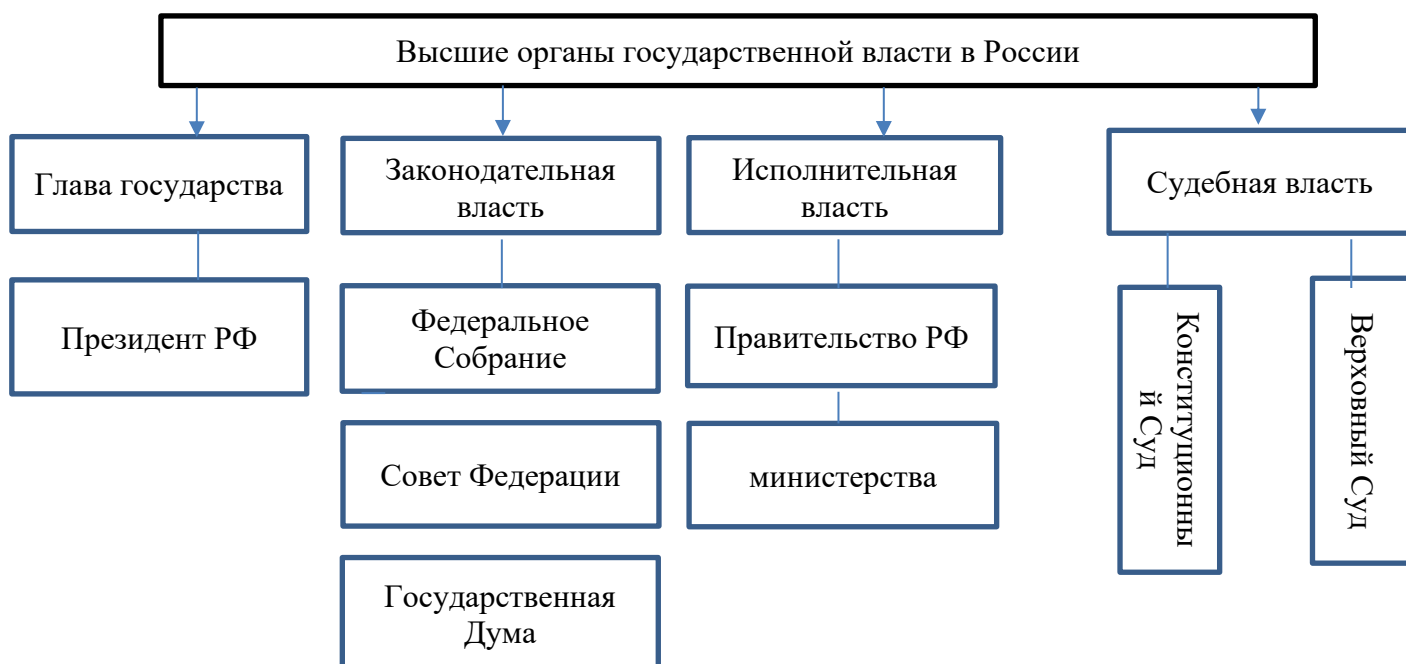 Высшие органы государственной власти в России
Глава государства
Законодательная
власть
Исполнительная
власть
Судебная власть
Президент РФ
Федеральное
Собрание
Правительство РФ
Конституционны
й Суд
Верховный Суд
Совет Федерации
министерства
Государственная
Дума